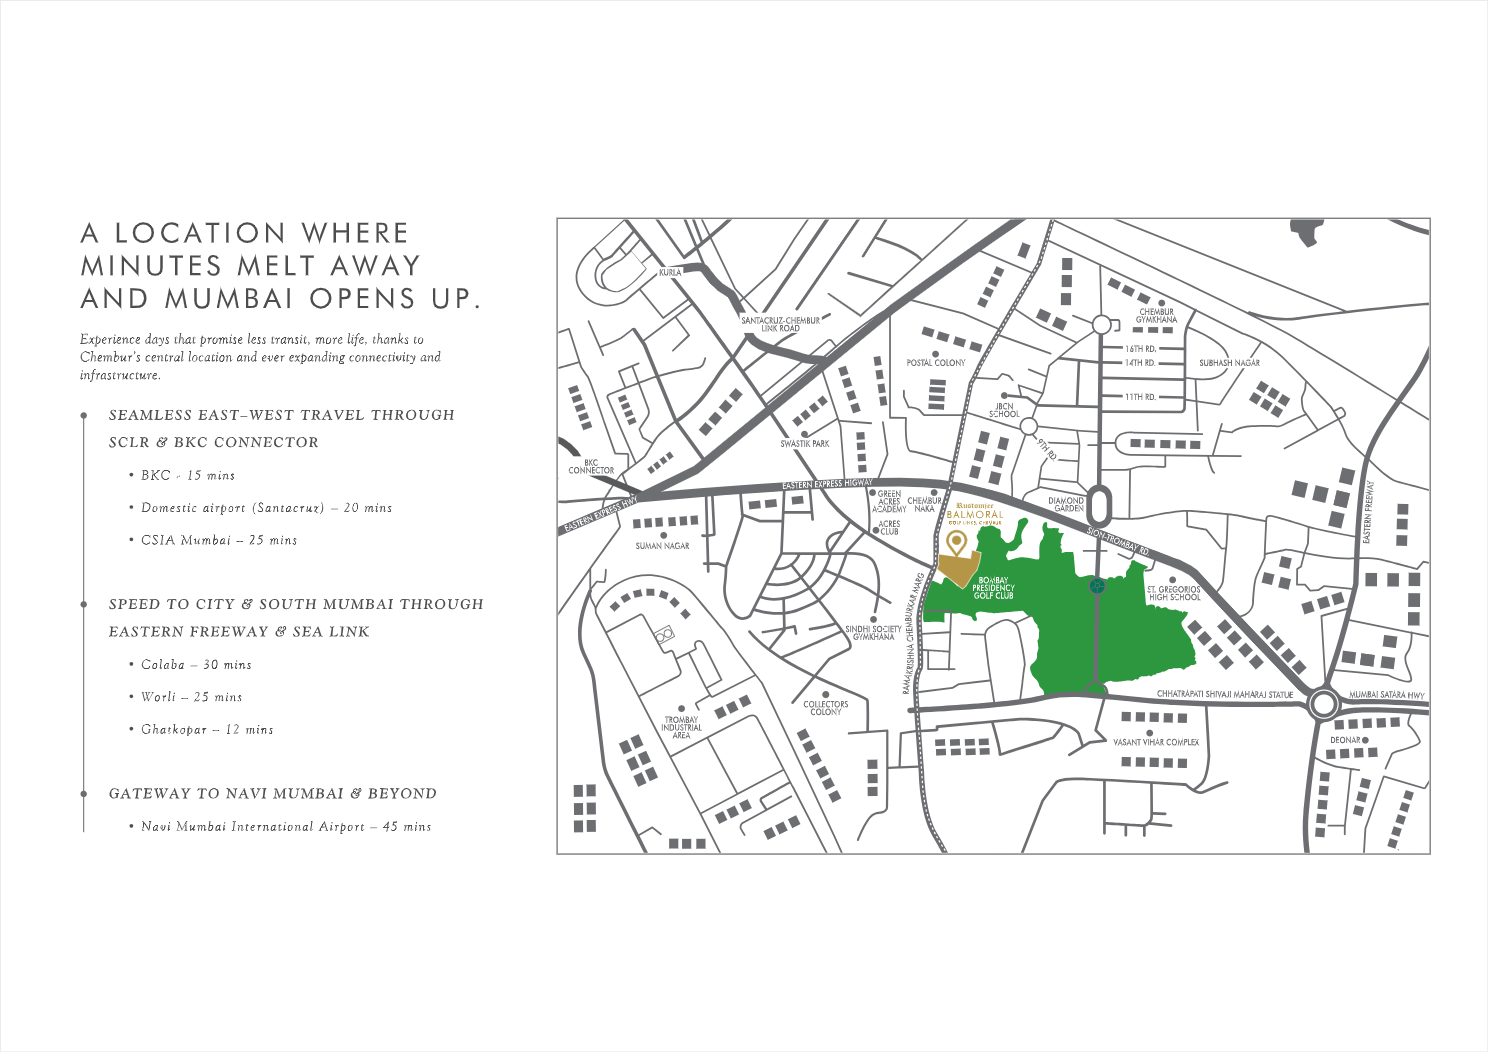 A LOCATION WHERE
MINUTES MELT AWAY
AND MUMBAI OPENS UP.
Experience days that promise less transit, more life, thanks to
Chembur's central location and ever expanding connectivity and
infrastructure.
SEAMLESS EAST–WEST TRAVEL THROUGH
SCLR & BKC CONNECTOR
• BKC - 15 mins
• Domestic airport (Santacruz) – 20 mins
• CSIA Mumbai – 25 mins
SPEED TO CITY & SOUTH MUMBAI THROUGH
EASTERN FREEWAY & SEA LINK
• Colaba – 30 mins
• Worli – 25 mins
• Ghatkopar – 12 mins
GATEWAY TO NAVI MUMBAI & BEYOND
• Navi Mumbai International Airport – 45 mins
KURLA
SANTACRUZ-CHEMBUR
LINK ROAD
CHEMBUR
GYMKHANA
POSTAL COLONY
16TH RD.
14TH RD.
SUBHASH NAGAR
11TH RD.
JBCN
SCHOOL
SWASTIK PARK
9TH RD.
BKC
CONNECTOR
EASTERN EXPRESS HIGWAY
EASTERN EXPRESS HWY
GREEN
ACRES
ACADEMY
CHEMBUR
NAKA
DIAMOND
GARDEN
EASTERN FREEWAY
Rustomjee
BALMORAL
GOLF LINKS, CHEMBUR
ACRES
CLUB
SUMAN NAGAR
SION-TROMBAY RD.
BOMBAY
PRESIDENCY
GOLF CLUB
ST. GREGORIOS
HIGH SCHOOL
SINDHI SOCIETY
GYMKHANA
RAMAKRISHNA CHEMBURKAR MARG
CHHATRAPATI SHIVAJI MAHARAJ STATUE
MUMBAI SATARA HWY
COLLECTORS
COLONY
TROMBAY
INDUSTRIAL
AREA
VASANT VIHAR COMPLEX
DEONAR